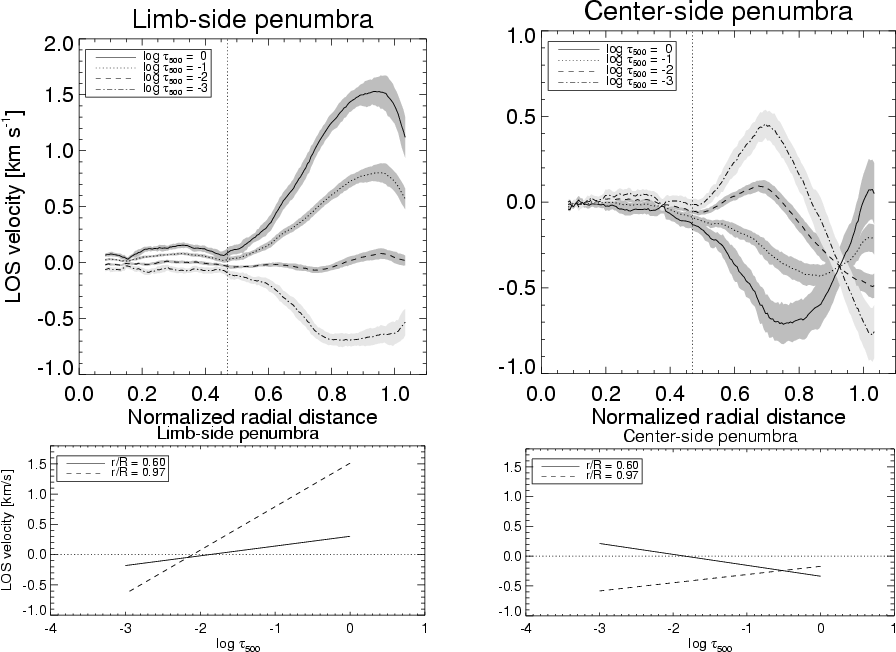 Limb-side penumbra
2.0
1.5
1.0
0.5
0.0
-0.5
-1.0
LOS velocity [km s-1]
log τ500 = 0
log τ500 = -1
log τ500 = -2
log τ500 = -3
0.0 0.2 0.4 0.6 0.8 1.0
Normalized radial distance
Center-side penumbra
1.0
0.5
0.0
-0.5
-1.0
log τ500 = 0
log τ500 = -1
log τ500 = -2
log τ500 = -3
0.0 0.2 0.4 0.6 0.8 1.0
Normalized radial distance
Limb-side penumbra
1.5
1.0
0.5
0.0
-0.5
-1.0
LOS velocity [km/s]
r/R = 0.60
r/R = 0.97
-4 -3 -2 -1 0 1
log τ500
Center-side penumbra
1.5
1.0
0.5
0.0
-0.5
-1.0
r/R = 0.60
r/R = 0.97
-4 -3 -2 -1 0 1
log τ500